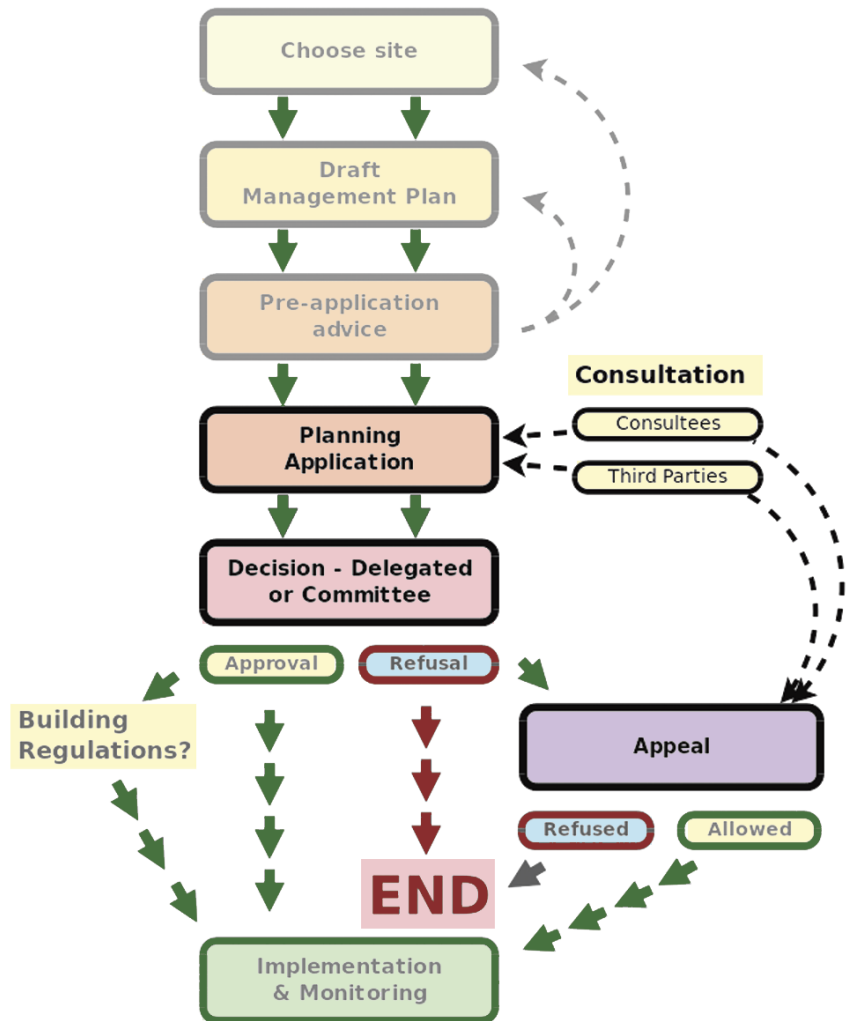 Choose site
Draft
Management Plan
Pre-application
advice
Consultation
Planning
Application
Consultees
Third Parties
Decision - Delegated
or Committee
Approval
Refusal
Building
Regulations?
Appeal
Refused
Allowed
END
Implementation
& Monitoring